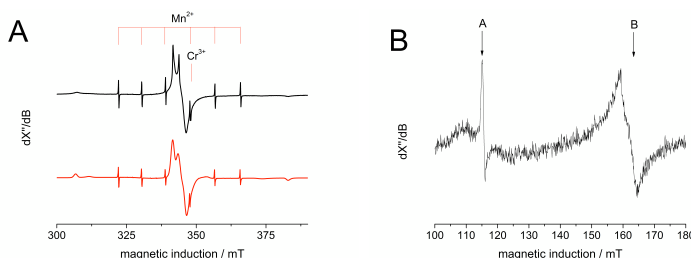 A
Mn2+
Cr3+
dX"/dB
300 325 350 375
magnetic induction / mT
B
A
B
dX"/dB
100 110 120 130 140 150 160 170 180
magnetic induction / mT